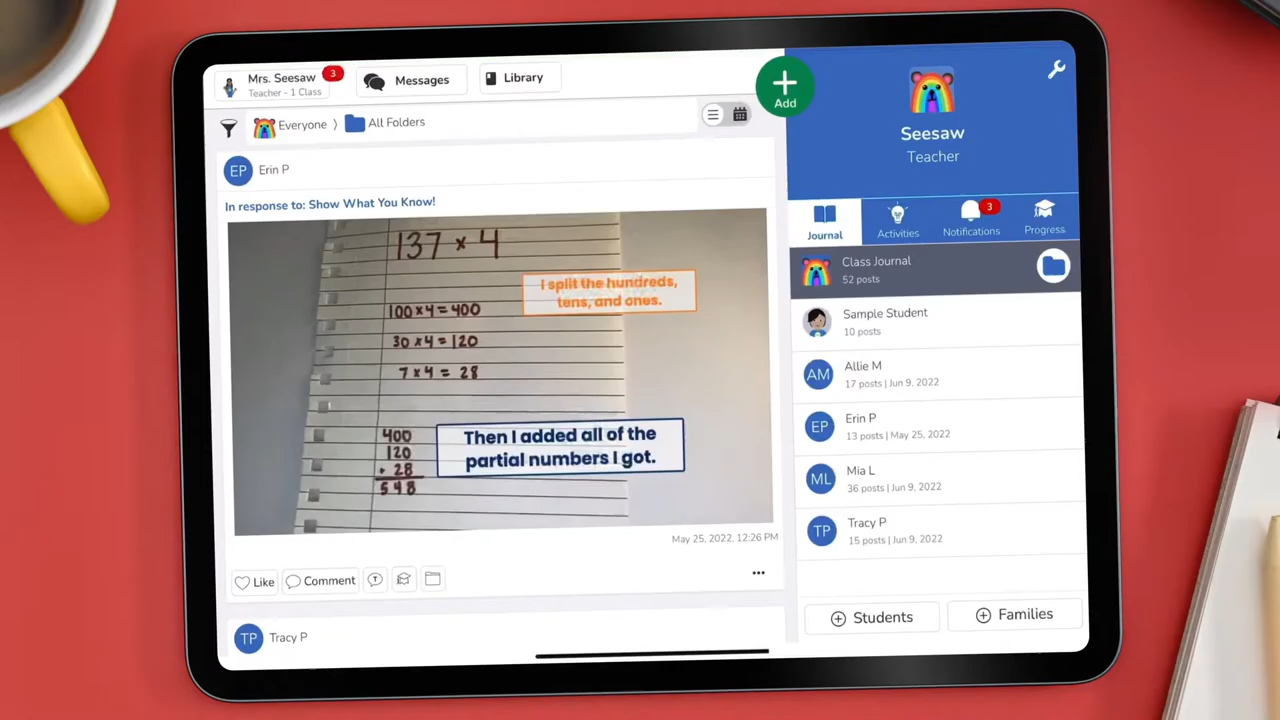 Mrs. Seesaw
3
Teacher - 1 Class
Messages
Library
Add
Everyone 〉 All Folders
EP
Erin P
In response to: Show What You Know!
137 × 4
I split the hundreds,
tens, and ones.
100 × 4 = 400
30 × 4 = 120
7 × 4 = 28
400
120
+ 28
548
Then I added all of the
partial numbers I got.
May 25, 2022, 12:26 PM
Like
Comment
T
TP
Tracy P
Seesaw
Teacher
Journal
Activities
3
Notifications
Progress
Class Journal
52 posts
Sample Student
10 posts
AM
Allie M
17 posts | Jun 9, 2022
EP
Erin P
13 posts | May 25, 2022
ML
Mia L
36 posts | Jun 9, 2022
TP
Tracy P
15 posts | Jun 9, 2022
Students
Families